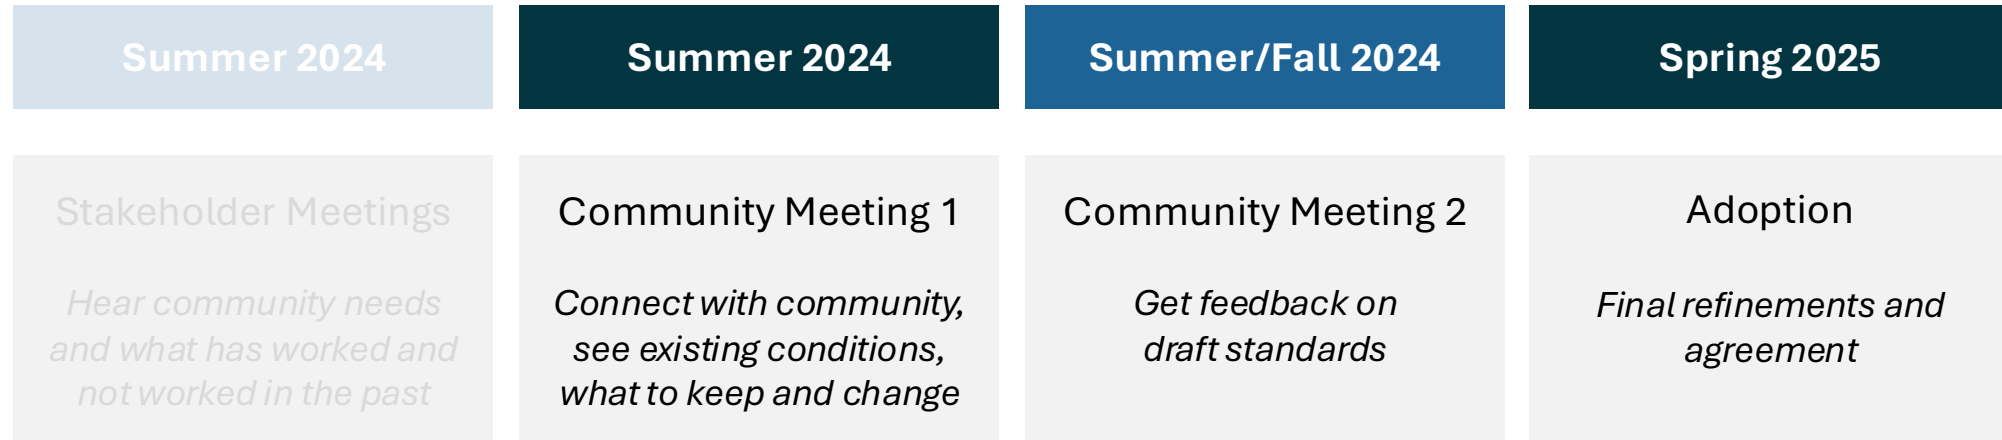 Summer 2024
Stakeholder Meetings
Hear community needs
and what has worked and
not worked in the past
Summer 2024
Community Meeting 1
Connect with community,
see existing conditions,
what to keep and change
Summer/Fall 2024
Community Meeting 2
Get feedback on
draft standards
Spring 2025
Adoption
Final refinements and
agreement